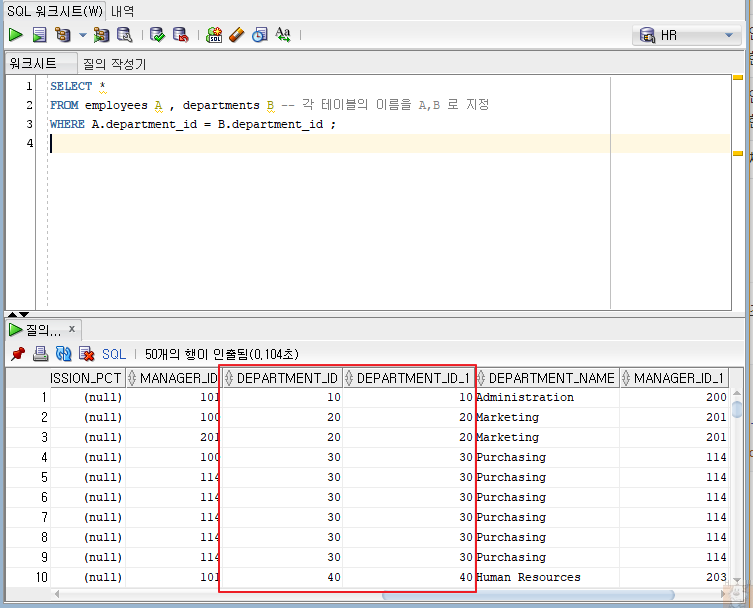 SQL 워크시트(W) 내역
HR
워크시트 질의 작성기
1 SELECT *
2 FROM employees A , departments B -- 각 테이블의 이름을 A,B 로 지정
3 WHERE A.department_id = B.department_id ;
4
질의... x
SQL 50개의 행이 인출됨(0,104초)
ISSION_PCT MANAGER_ID DEPARTMENT_ID DEPARTMENT_ID_1 DEPARTMENT_NAME MANAGER_ID_1
1 (null) 101 10 10 Administration 200
2 (null) 100 20 20 Marketing 201
3 (null) 201 20 20 Marketing 201
4 (null) 100 30 30 Purchasing 114
5 (null) 114 30 30 Purchasing 114
6 (null) 114 30 30 Purchasing 114
7 (null) 114 30 30 Purchasing 114
8 (null) 114 30 30 Purchasing 114
9 (null) 114 30 30 Purchasing 114
10 (null) 101 40 40 Human Resources 203